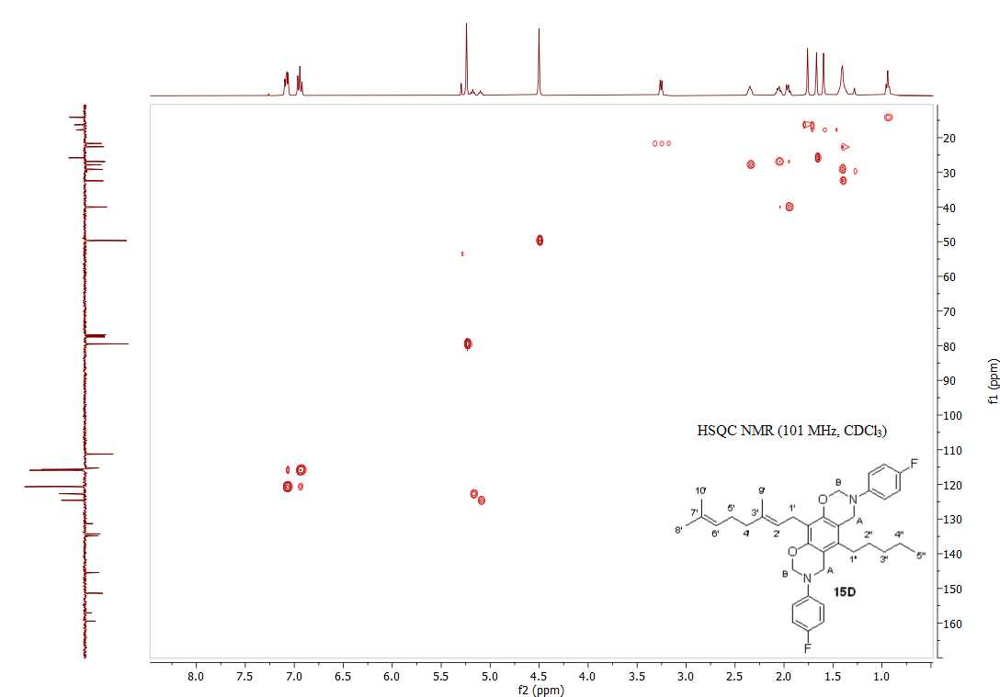 20
30
40
50
60
70
80
90
100
110
120
130
140
150
160
f1 (ppm)
HSQC NMR (101 MHz, CDCl₃)
F
B
N
O
A
10'
9'
7'
5'
3'
1'
8'
6'
4'
2'
O
B
N
A
2''
4''
1''
3''
5''
15D
F
8.0 7.5 7.0 6.5 6.0 5.5 5.0 4.5 4.0 3.5 3.0 2.5 2.0 1.5 1.0
f2 (ppm)